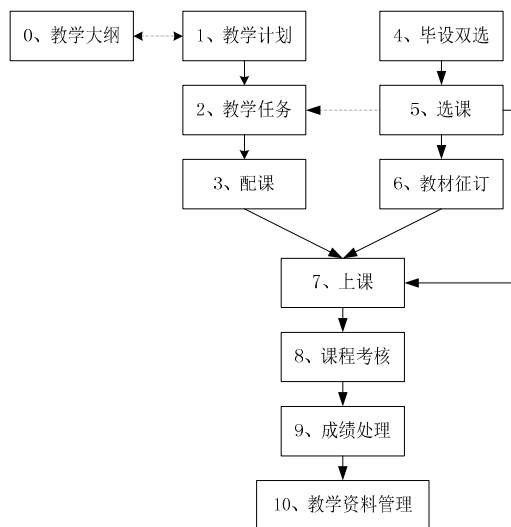 0、教学大纲
1、教学计划
4、毕设双选
2、教学任务
5、选课
3、配课
6、教材征订
7、上课
8、课程考核
9、成绩处理
10、教学资料管理